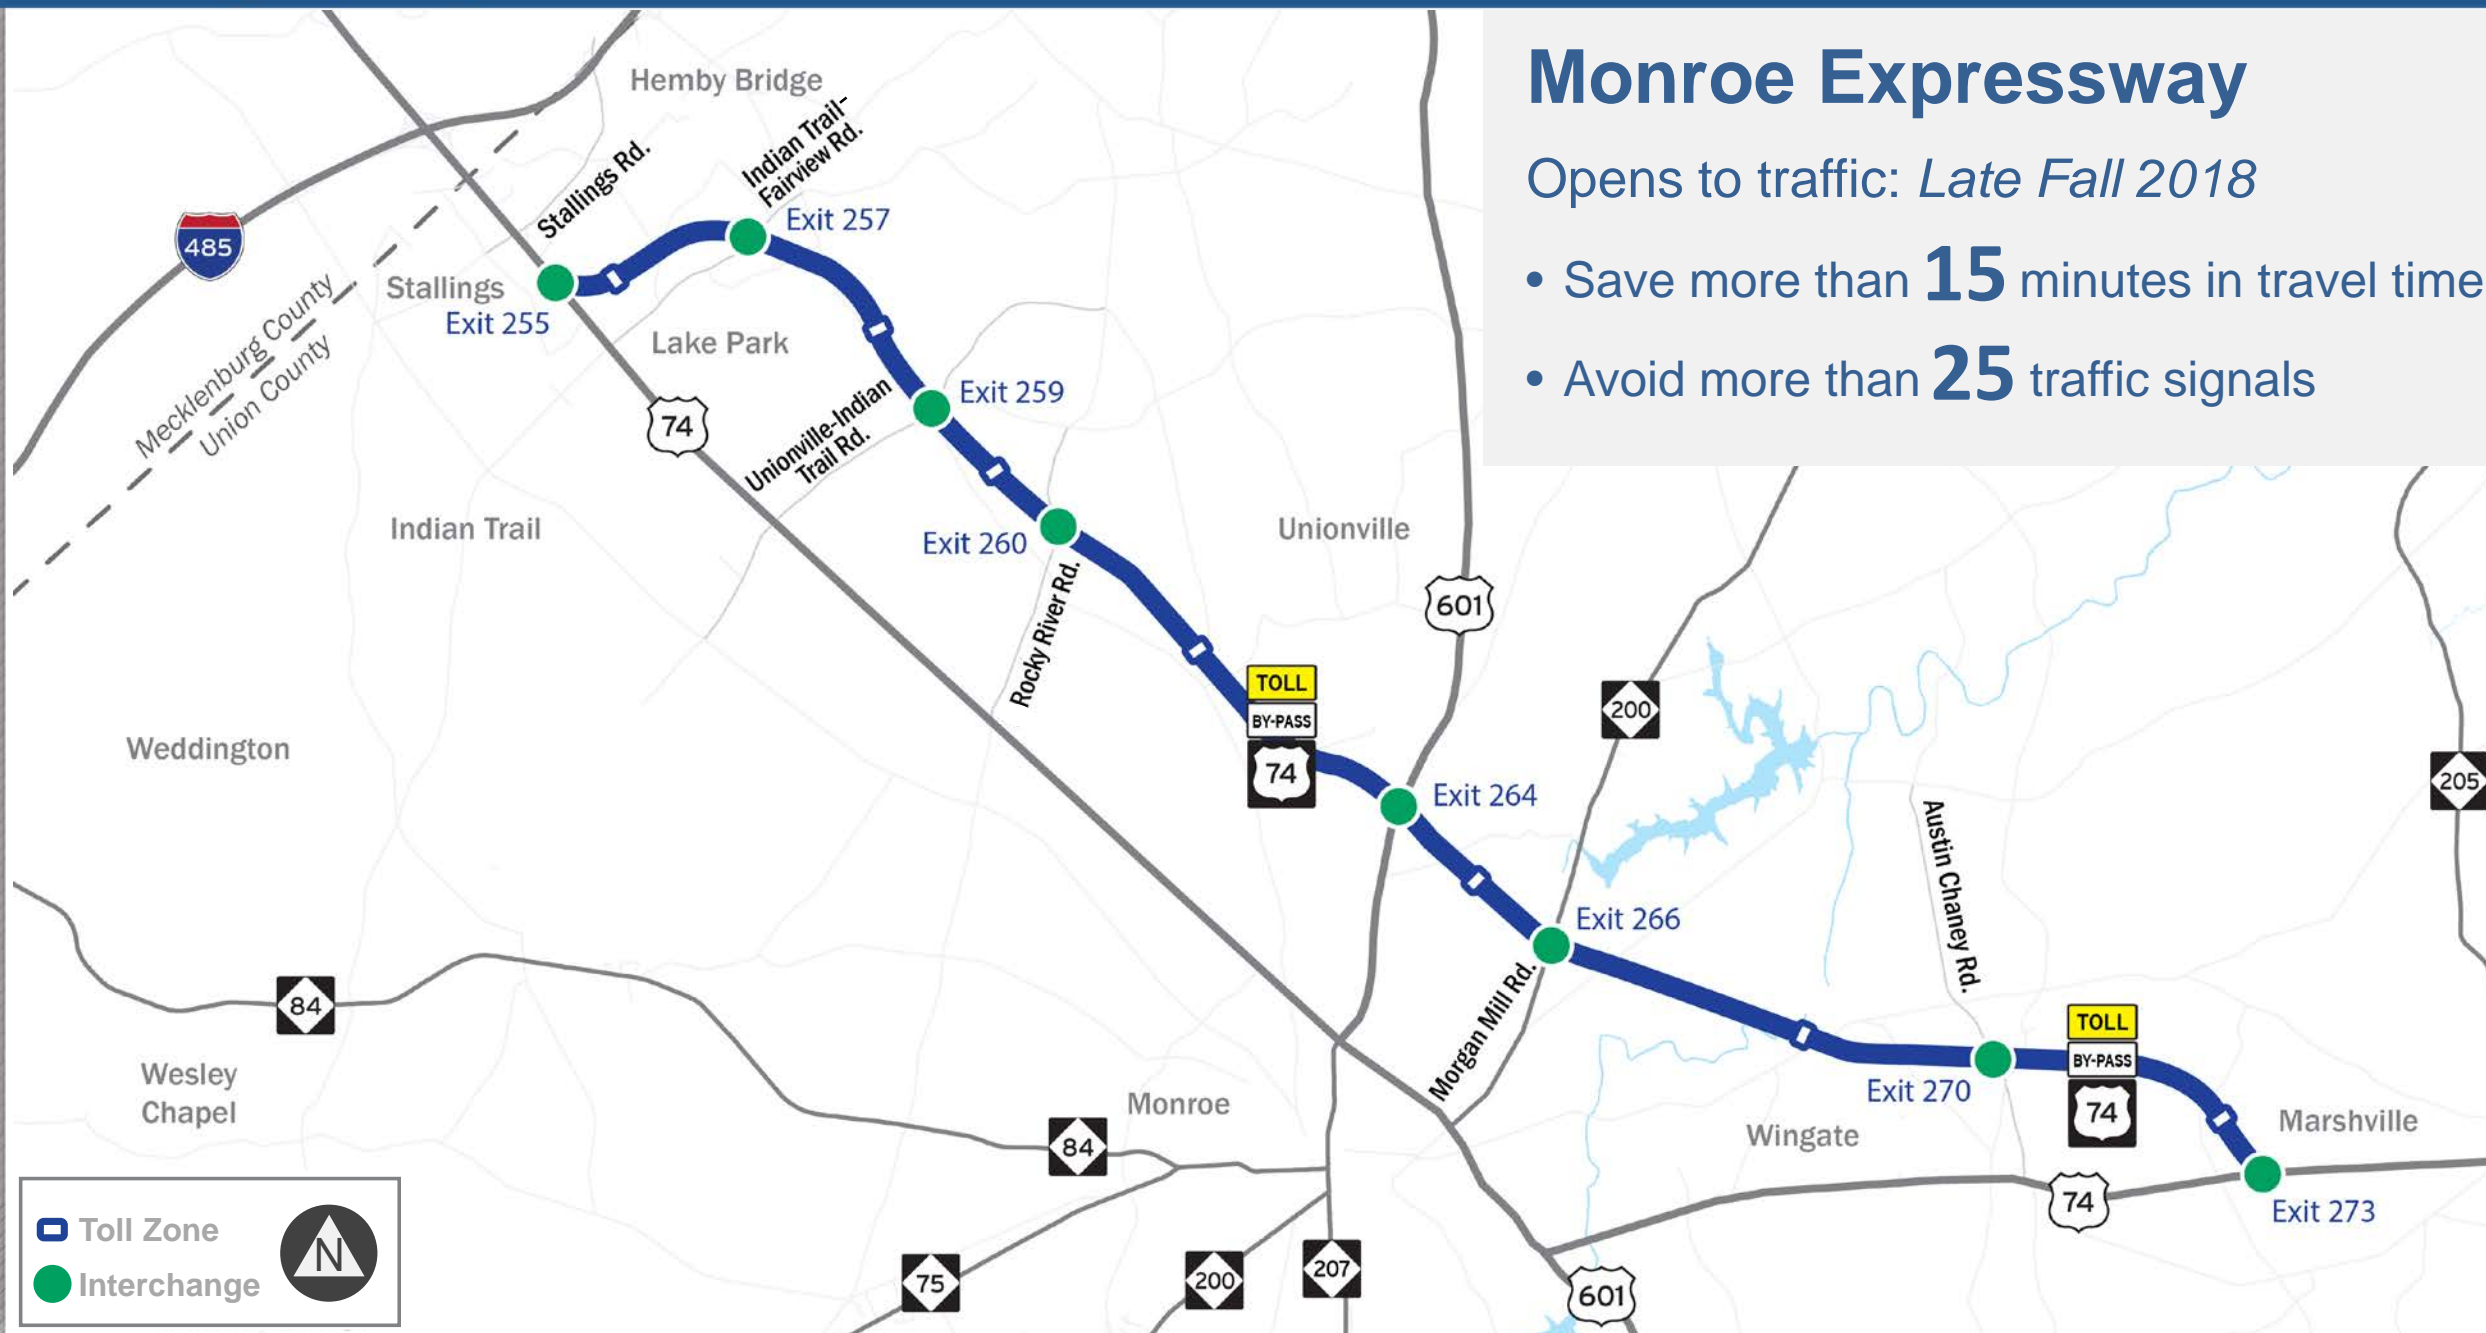 Monroe Expressway
Opens to traffic: Late Fall 2018
• Save more than 15 minutes in travel time
• Avoid more than 25 traffic signals
Hemby Bridge
Indian Trail-
Fairview Rd.
Stallings Rd.
Exit 257
485
Stallings
Exit 255
Mecklenburg County
Union County
Lake Park
Exit 259
74
Unionville-Indian
Trail Rd.
Indian Trail
Exit 260
Unionville
Rocky River Rd.
601
TOLL
BY-PASS
74
200
Weddington
Exit 264
205
Austin Chaney Rd.
Exit 266
Morgan Mill Rd.
84
TOLL
BY-PASS
74
Exit 270
Wesley
Chapel
Monroe
84
Wingate
Marshville
74
Exit 273
75
200
207
601
Toll Zone
Interchange
N